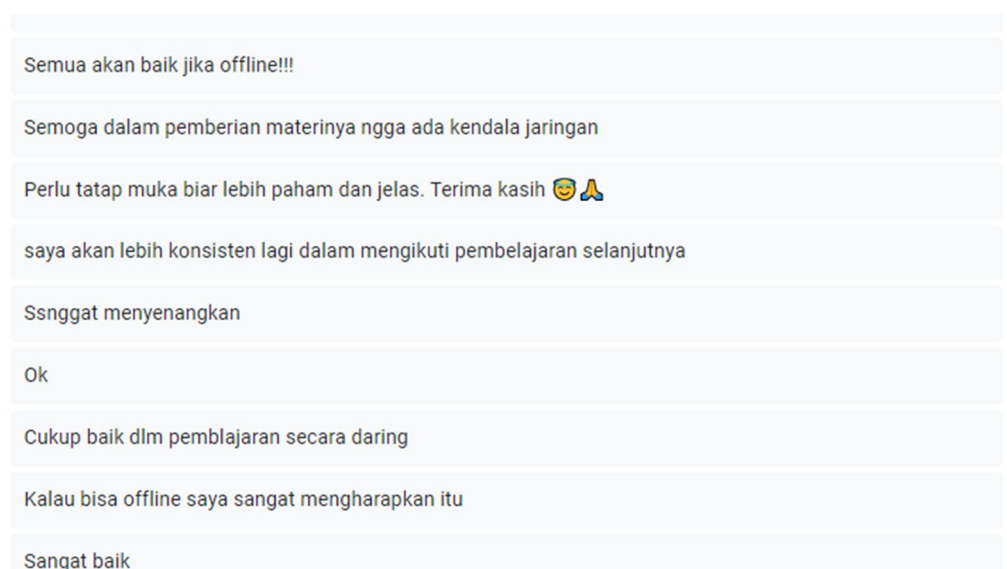 Semua akan baik jika offline!!!
Semoga dalam pemberian materinya ngga ada kendala jaringan
Perlu tatap muka biar lebih paham dan jelas. Terima kasih 😇🙏
saya akan lebih konsisten lagi dalam mengikuti pembelajaran selanjutnya
Ssnggat menyenangkan
Ok
Cukup baik dlm pemblajaran secara daring
Kalau bisa offline saya sangat mengharapkan itu
Sangat baik